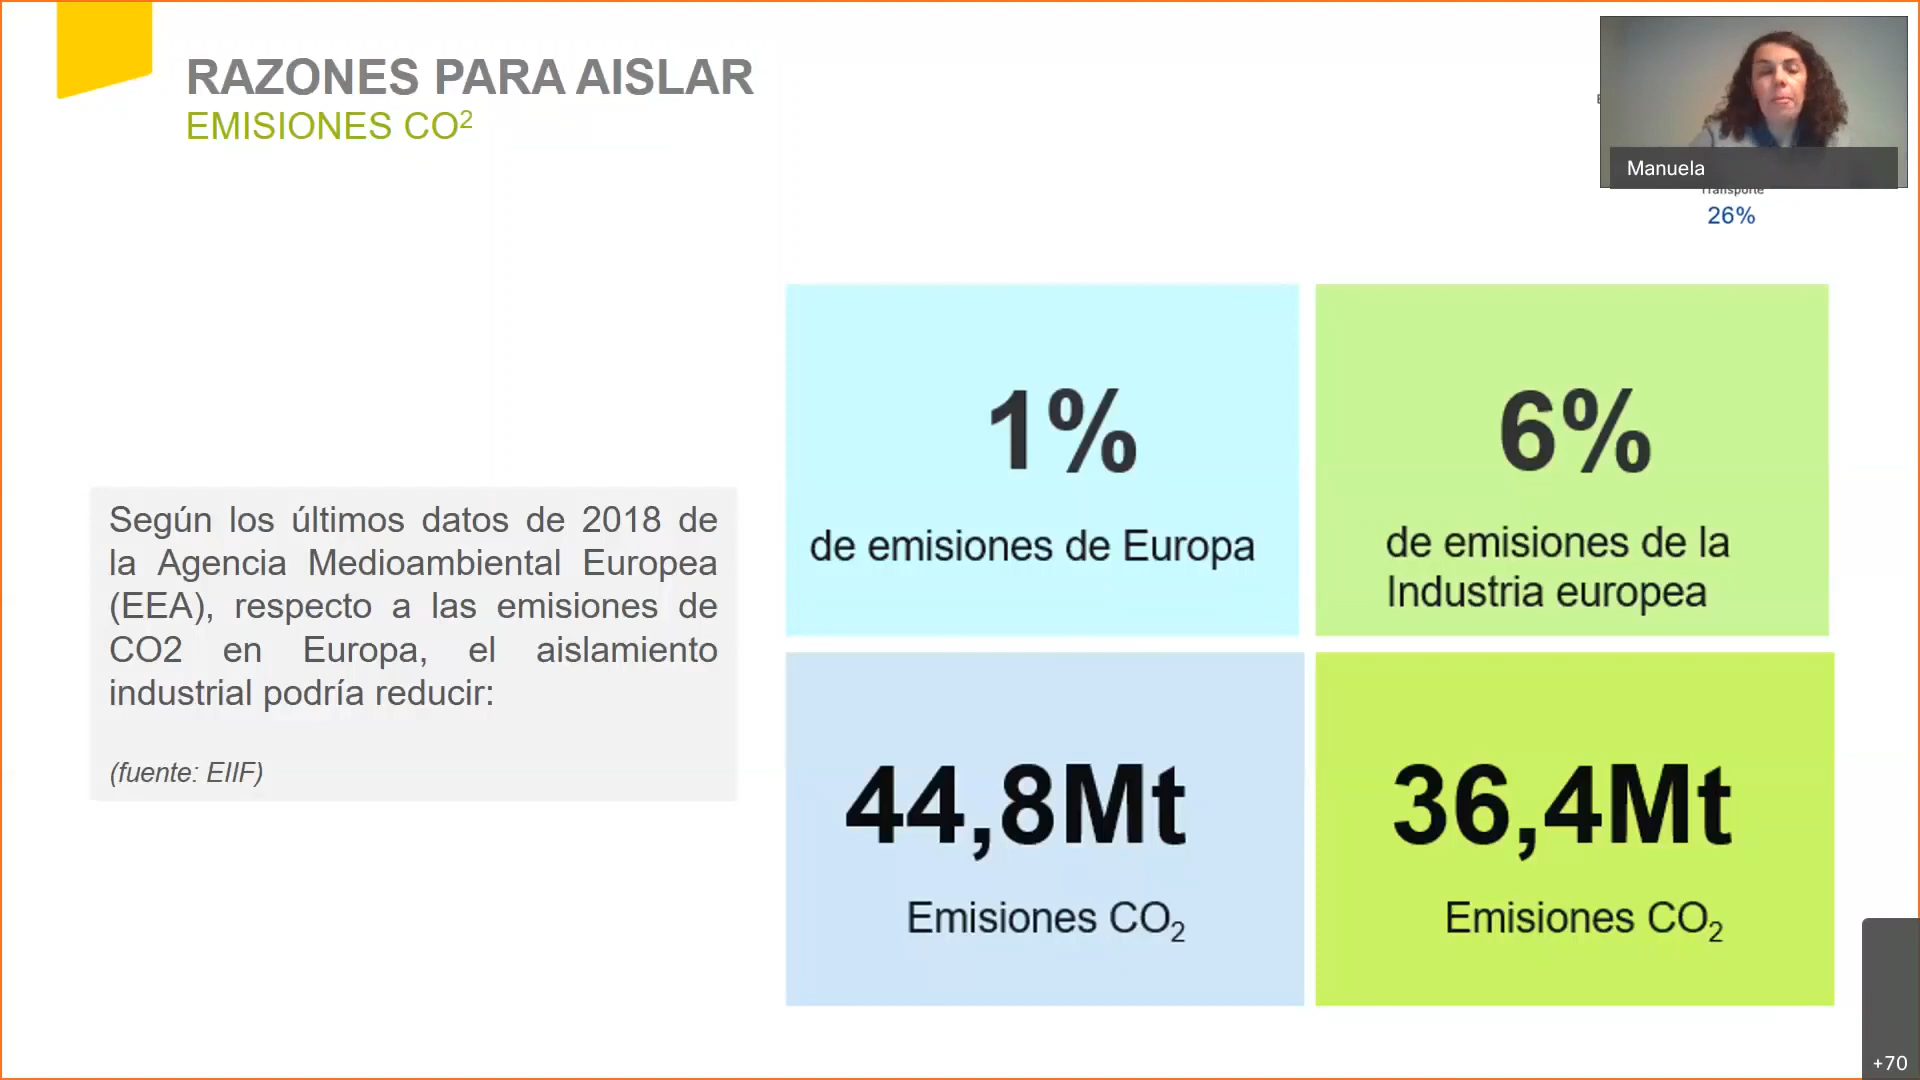 RAZONES PARA AISLAR
EMISIONES CO²
Manuela
Transporte
26%
Según los últimos datos de 2018 de
la Agencia Medioambiental Europea
(EEA), respecto a las emisiones de
CO2 en Europa, el aislamiento
industrial podría reducir:
(fuente: EIIF)
1%
de emisiones de Europa
6%
de emisiones de la
Industria europea
44,8Mt
Emisiones CO₂
36,4Mt
Emisiones CO₂
+70